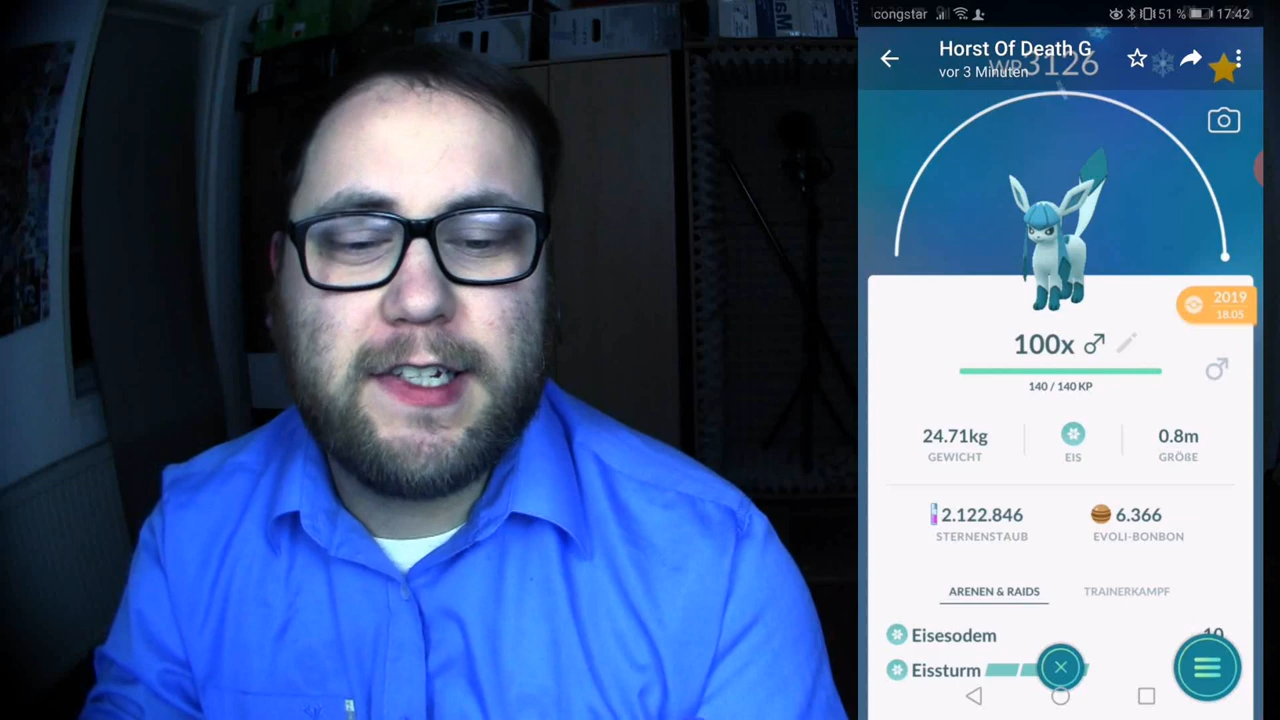 congstar
51 % 17:42
Horst Of Death G
vor 3 Minuten
WP3126
2019
18.05
100x
140 / 140 KP
24.71kg
GEWICHT
EIS
0.8m
GRÖßE
2.122.846
STERNENSTAUB
6.366
EVOLI-BONBON
ARENEN & RAIDS
TRAINERKAMPF
Eisesodem
10
Eissturm